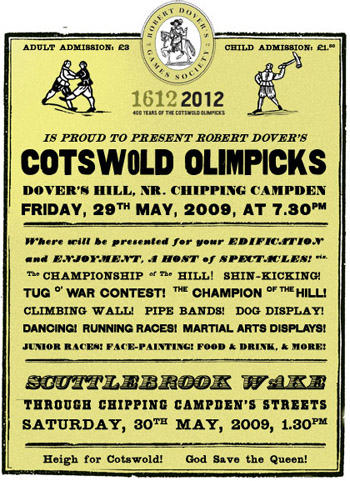 ROBERT DOVER'S
GAMES SOCIETY
ADULT ADMISSION: £3
CHILD ADMISSION: £1.50
1612 2012
400 YEARS OF THE COTSWOLD OLIMPICKS
IS PROUD TO PRESENT ROBERT DOVER'S
COTSWOLD OLIMPICKS
DOVER'S HILL, NR. CHIPPING CAMPDEN
FRIDAY, 29TH MAY, 2009, AT 7.30PM
Where will be presented for your EDIFICATION
and ENJOYMENT, A HOST of SPECTACLES! viz.
The CHAMPIONSHIP of The HILL! SHIN-KICKING!
TUG O' WAR CONTEST! THE CHAMPION OF THE HILL!
CLIMBING WALL! PIPE BANDS! DOG DISPLAY!
DANCING! RUNNING RACES! MARTIAL ARTS DISPLAYS!
JUNIOR RACES! FACE-PAINTING! FOOD & DRINK, & MORE!
SCUTTLEBROOK WAKE
THROUGH CHIPPING CAMPDEN'S STREETS
SATURDAY, 30TH MAY, 2009, 1.30PM
Heigh for Cotswold! God Save the Queen!